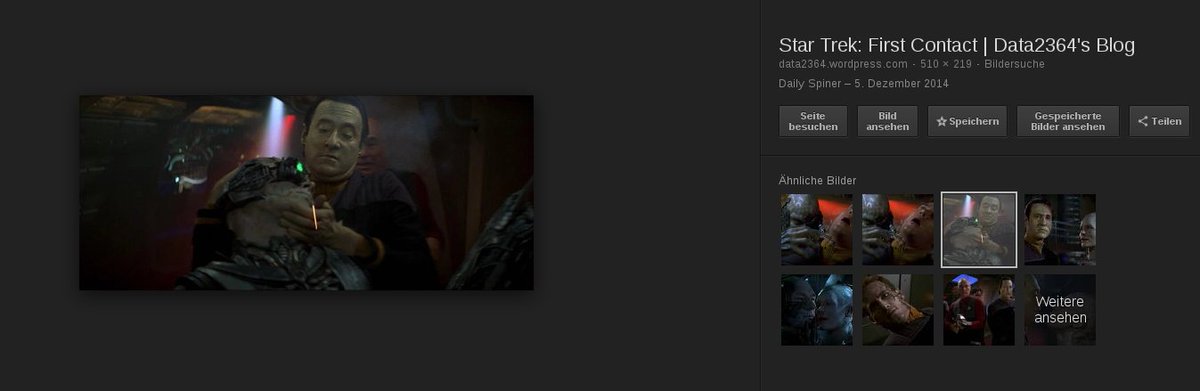 Star Trek: First Contact | Data2364's Blog
data2364.wordpress.com · 510 × 219 · Bildersuche
Daily Spiner – 5. Dezember 2014
Seite
besuchen
Bild
ansehen
Speichern
Gespeicherte
Bilder ansehen
Teilen
Ähnliche Bilder
Weitere
ansehen